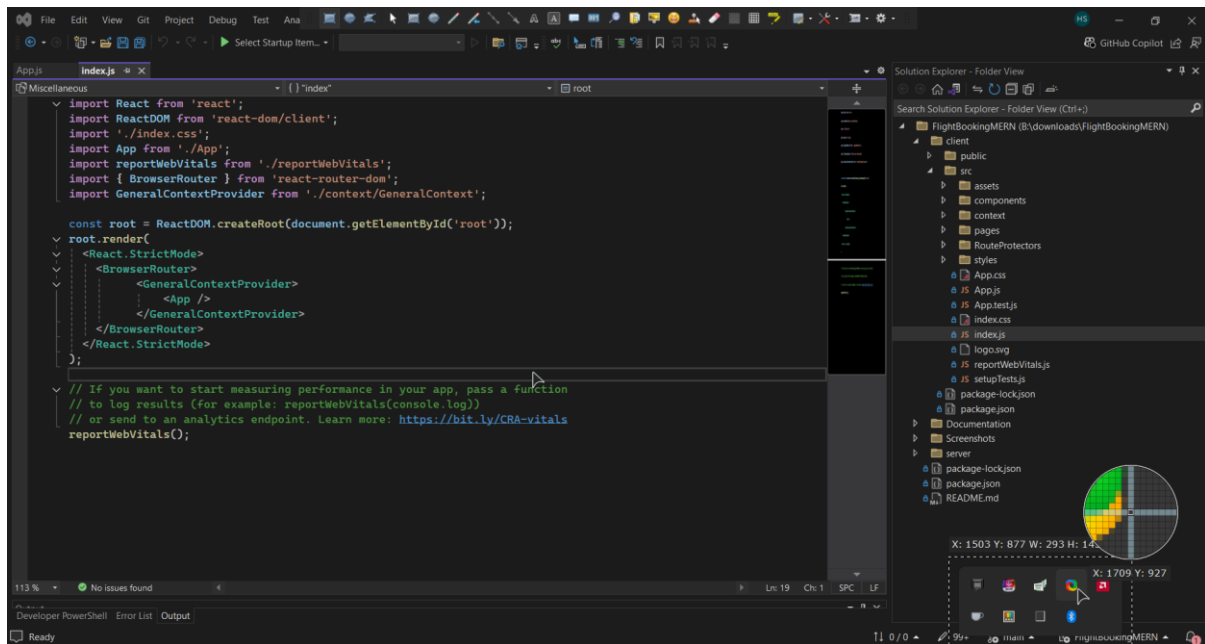 File Edit View Git Project Debug Test Ana
HS
Select Startup Item...
GitHub Copilot
App.js index.js
Miscellaneous
{ } "index"
root
import React from 'react';
import ReactDOM from 'react-dom/client';
import './index.css';
import App from './App';
import reportWebVitals from './reportWebVitals';
import { BrowserRouter } from 'react-router-dom';
import GeneralContextProvider from './context/GeneralContext';
const root = ReactDOM.createRoot(document.getElementById('root'));
root.render(
<React.StrictMode>
<BrowserRouter>
<GeneralContextProvider>
<App />
</GeneralContextProvider>
</BrowserRouter>
</React.StrictMode>
);
// If you want to start measuring performance in your app, pass a function
// to log results (for example: reportWebVitals(console.log))
// or send to an analytics endpoint. Learn more: https://bit.ly/CRA-vitals
reportWebVitals();
113 % No issues found
Ln: 19 Ch: 1 SPC LF
Developer PowerShell Error List Output
Ready
Solution Explorer - Folder View
Search Solution Explorer - Folder View (Ctrl+;)
FlightBookingMERN (B:\downloads\FlightBookingMERN)
client
public
src
assets
components
context
pages
RouteProtectors
styles
App.css
JS App.js
JS App.test.js
index.css
JS index.js
logo.svg
JS reportWebVitals.js
JS setupTests.js
package-lock.json
package.json
Documentation
Screenshots
server
package-lock.json
package.json
README.md
X: 1503 Y: 877 W: 293 H:
X: 1709 Y: 927
0 / 0 99+ main FlightBookingMERN